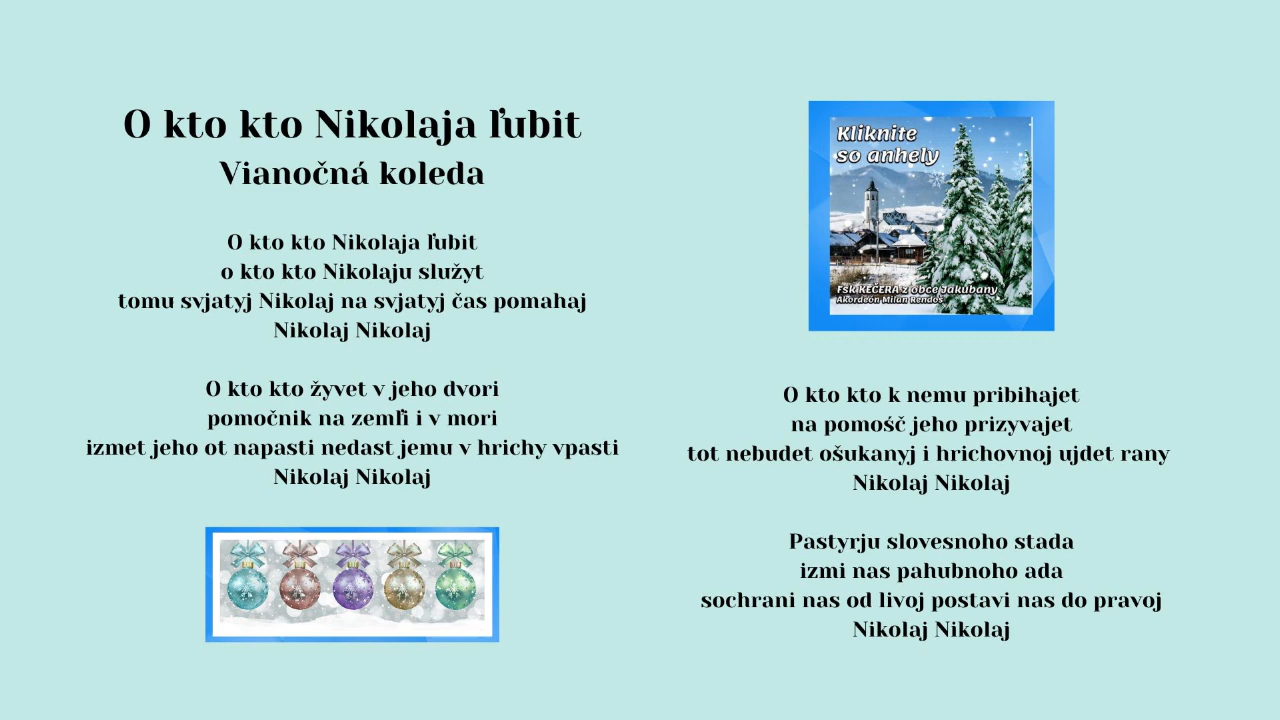 O kto kto Nikolaja ľubit
Vianočná koleda
O kto kto Nikolaja ľubit
o kto kto Nikolaju služyt
tomu svjatyj Nikolaj na svjatyj čas pomahaj
Nikolaj Nikolaj
O kto kto žyvet v jeho dvori
pomočnik na zemľi i v mori
izmet jeho ot napasti nedast jemu v hrichy vpasti
Nikolaj Nikolaj
Kliknite
so anhely
FSk KEČERA z obce Jakubany
Akordeón Milan Rendoš
O kto kto k nemu pribihajet
na pomośč jeho prizyvajet
tot nebudet ošukanyj i hrichovnoj ujdet rany
Nikolaj Nikolaj
Pastyrju slovesnoho stada
izmi nas pahubnoho ada
sochrani nas od livoj postavi nas do pravoj
Nikolaj Nikolaj